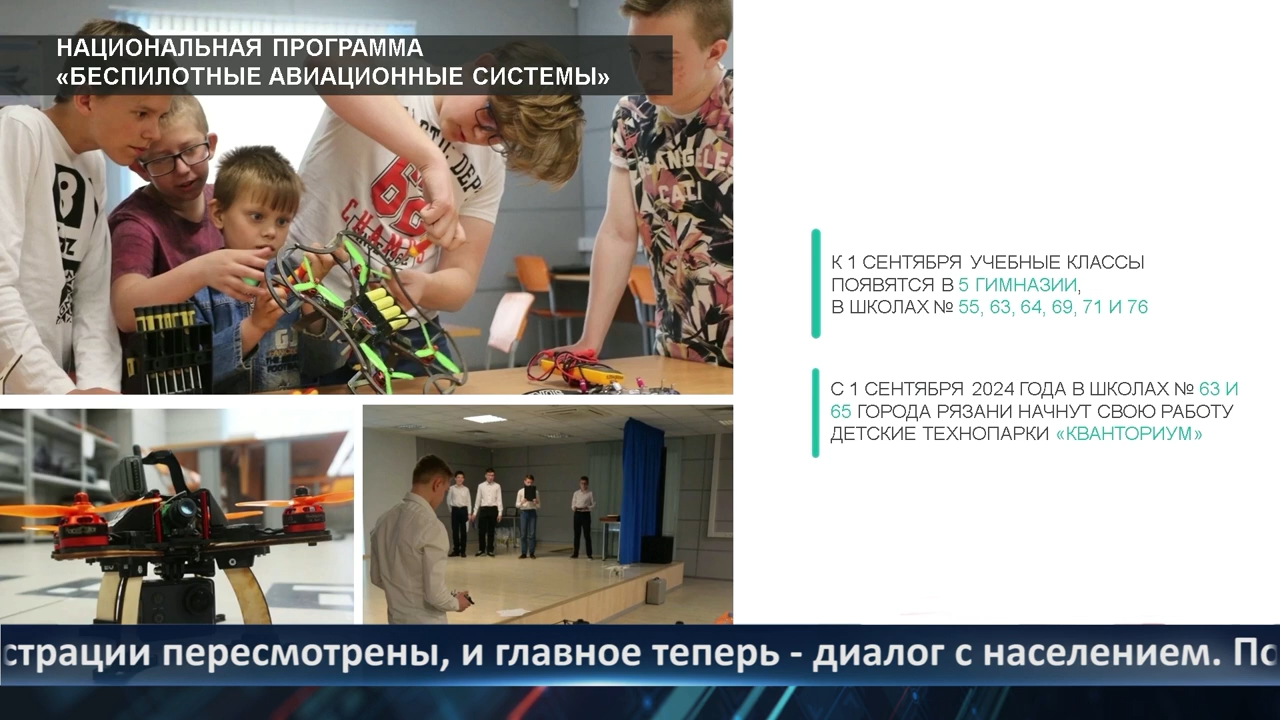 НАЦИОНАЛЬНАЯ ПРОГРАММА
«БЕСПИЛОТНЫЕ АВИАЦИОННЫЕ СИСТЕМЫ»
К 1 СЕНТЯБРЯ УЧЕБНЫЕ КЛАССЫ
ПОЯВЯТСЯ В 5 ГИМНАЗИИ,
В ШКОЛАХ № 55, 63, 64, 69, 71 И 76
С 1 СЕНТЯБРЯ 2024 ГОДА В ШКОЛАХ № 63 И
65 ГОРОДА РЯЗАНИ НАЧНУТ СВОЮ РАБОТУ
ДЕТСКИЕ ТЕХНОПАРКИ «КВАНТОРИУМ»
страции пересмотрены, и главное теперь - диалог с населением. По